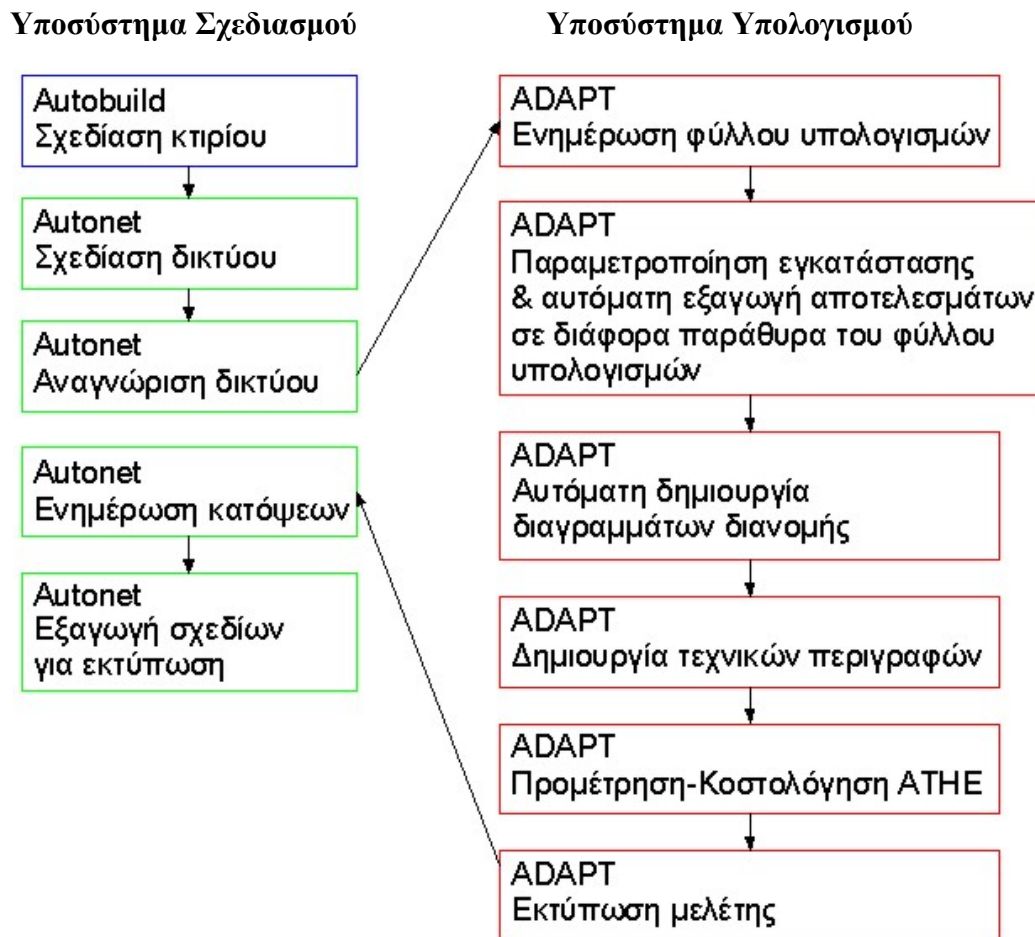 Υποσύστημα Σχεδιασμού
Υποσύστημα Υπολογισμού
Autobuild
Σχεδίαση κτιρίου
Autonet
Σχεδίαση δικτύου
Autonet
Αναγνώριση δικτύου
Autonet
Ενημέρωση κατόψεων
Autonet
Εξαγωγή σχεδίων
για εκτύπωση
ADAPT
Ενημέρωση φύλλου υπολογισμών
ADAPT
Παραμετροποίηση εγκατάστασης
& αυτόματη εξαγωγή αποτελεσμάτων
σε διάφορα παράθυρα του φύλλου
υπολογισμών
ADAPT
Αυτόματη δημιουργία
διαγραμμάτων διανομής
ADAPT
Δημιουργία τεχνικών περιγραφών
ADAPT
Προμέτρηση-Κοστολόγηση ΑΤΗΕ
ADAPT
Εκτύπωση μελέτης